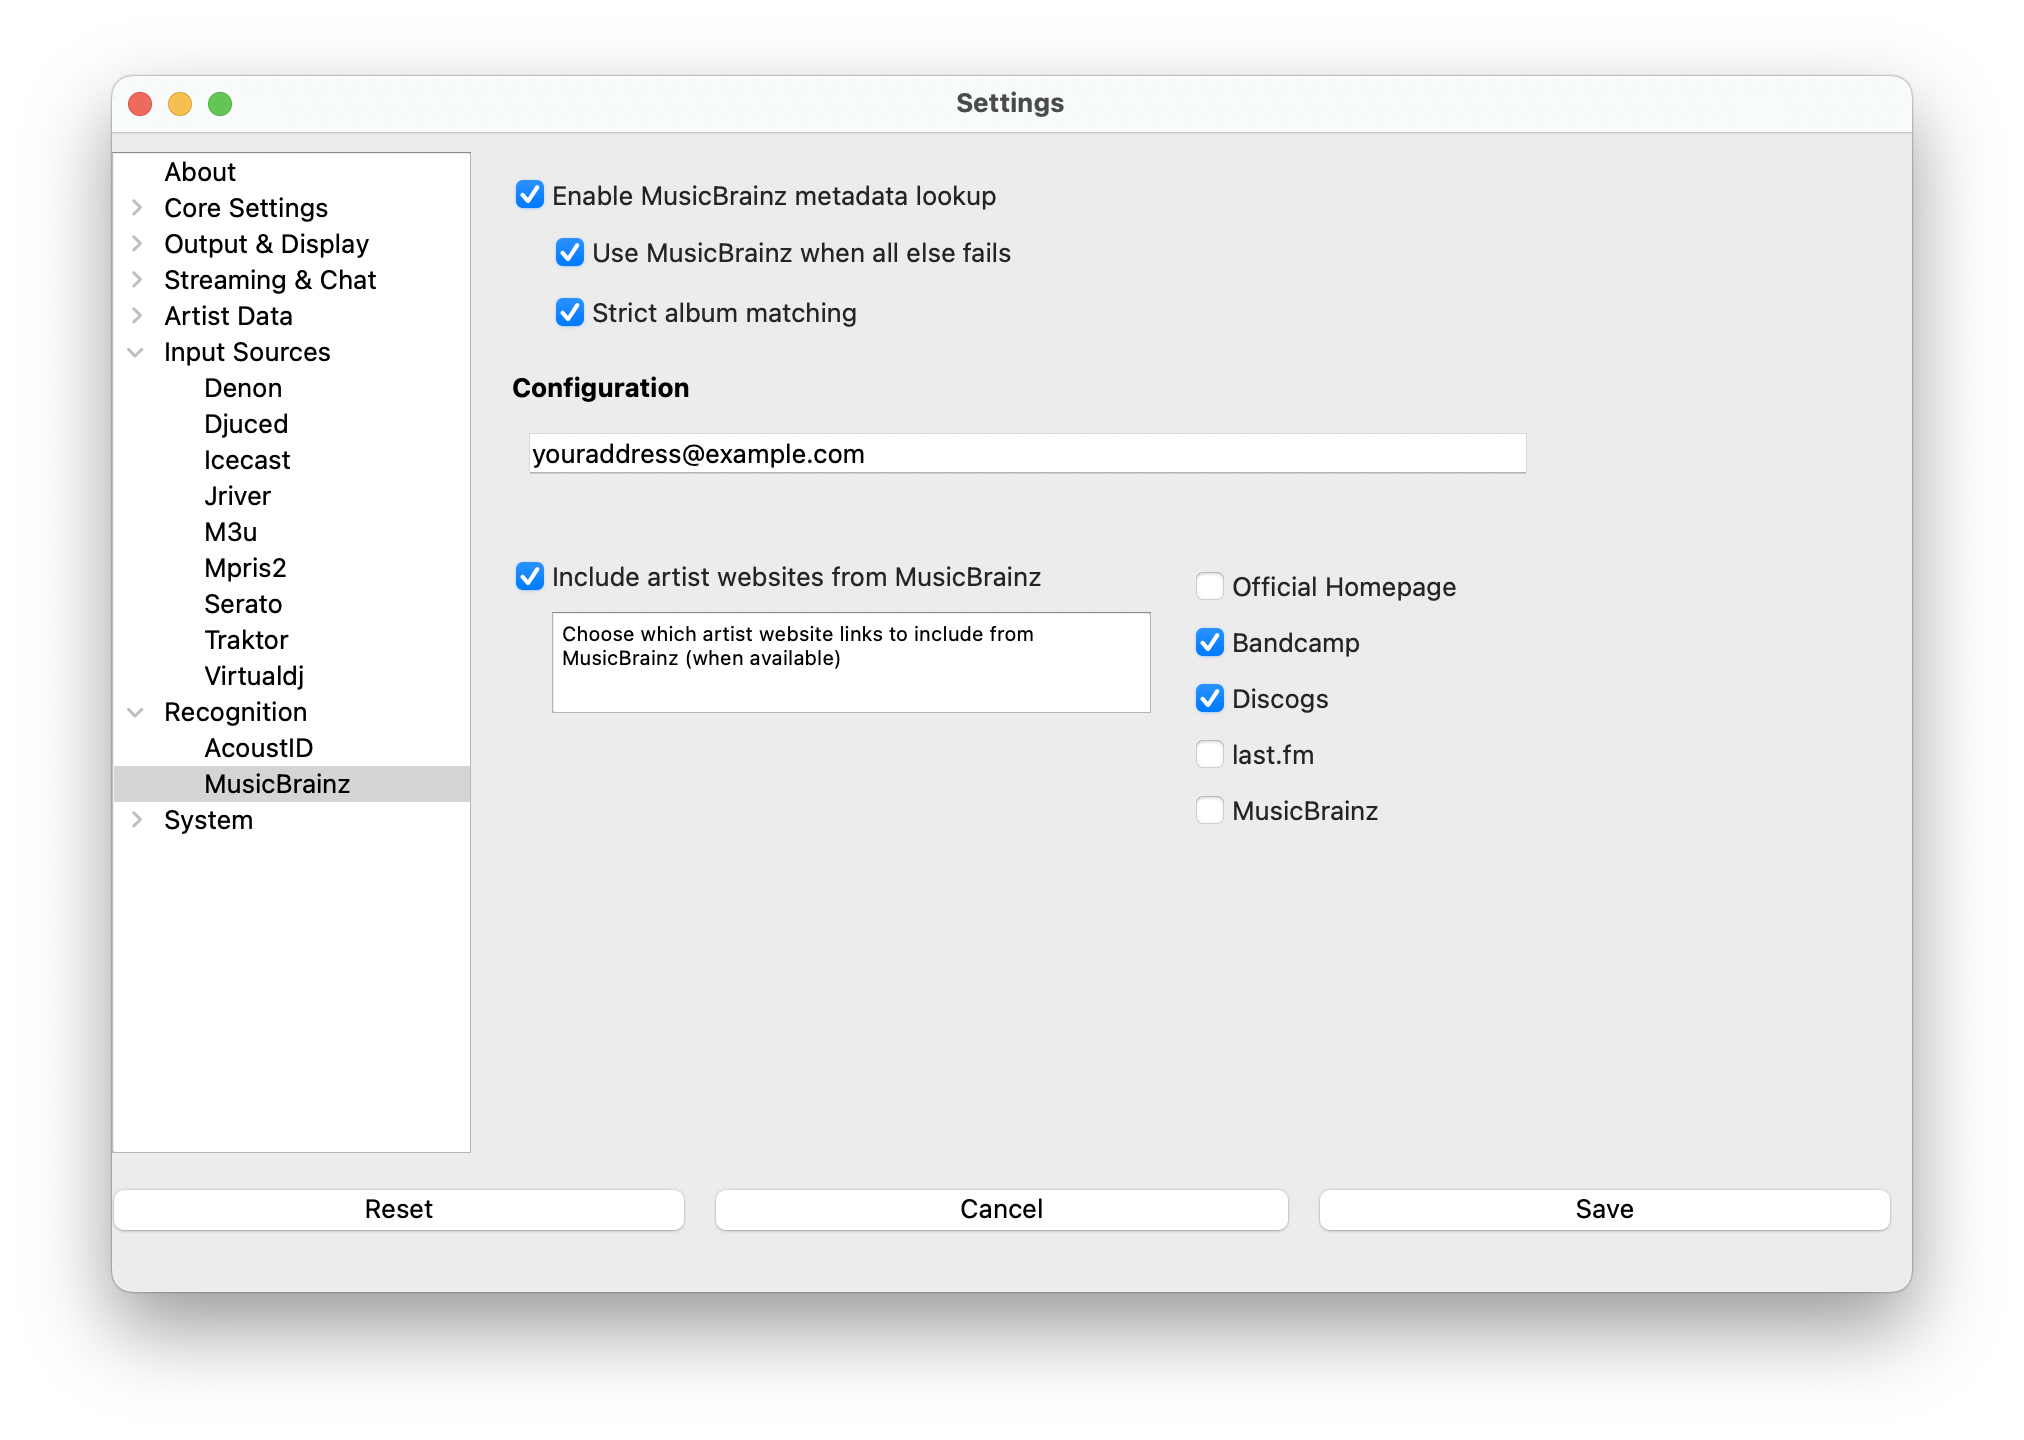 Settings
About
Core Settings
Output & Display
Streaming & Chat
Artist Data
Input Sources
Denon
Djuced
Icecast
Jriver
M3u
Mpris2
Serato
Traktor
Virtualdj
Recognition
AcoustID
MusicBrainz
System
Enable MusicBrainz metadata lookup
Use MusicBrainz when all else fails
Strict album matching
Configuration
youraddress@example.com
Include artist websites from MusicBrainz
Choose which artist website links to include from
MusicBrainz (when available)
Official Homepage
Bandcamp
Discogs
last.fm
MusicBrainz
Reset
Cancel
Save